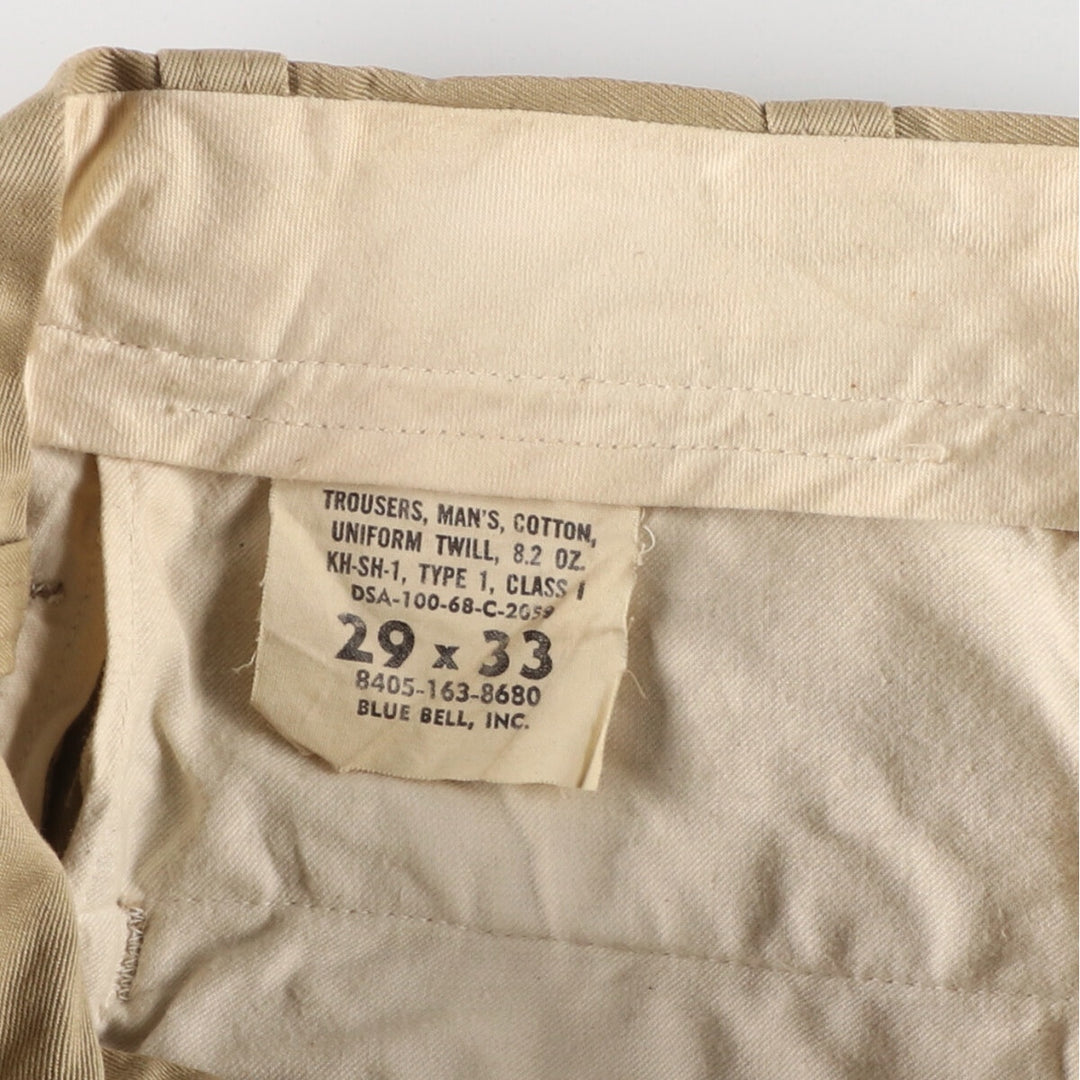 TROUSERS, MAN'S, COTTON,
UNIFORM TWILL, 8.2 OZ.
KH-SH-1, TYPE 1, CLASS 1
DSA-100-68-C-2059
29 x 33
8405-163-8680
BLUE BELL, INC.